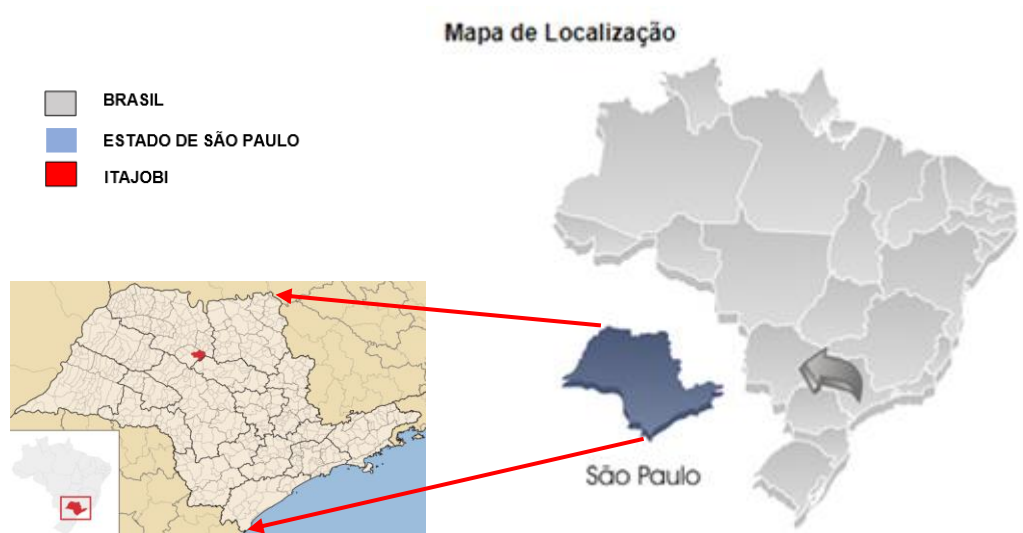 Mapa de Localização
BRASIL
ESTADO DE SÃO PAULO
ITAJOBI
São Paulo